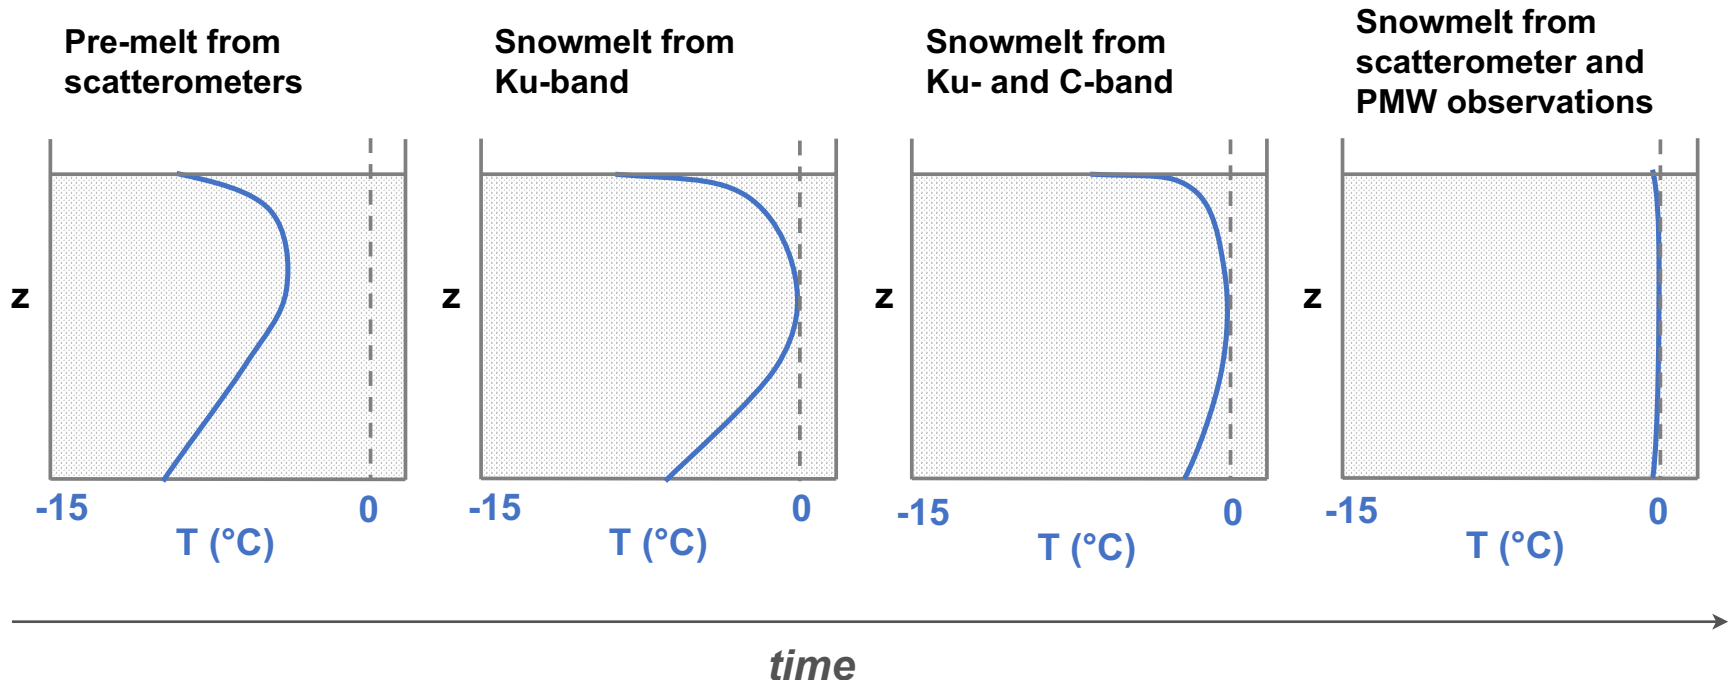 Pre-melt from
scatterometers
Snowmelt from
Ku-band
Snowmelt from
Ku- and C-band
Snowmelt from
scatterometer and
PMW observations
z
z
z
z
-15
0
T (°C)
-15
0
T (°C)
-15
0
T (°C)
-15
0
T (°C)
time